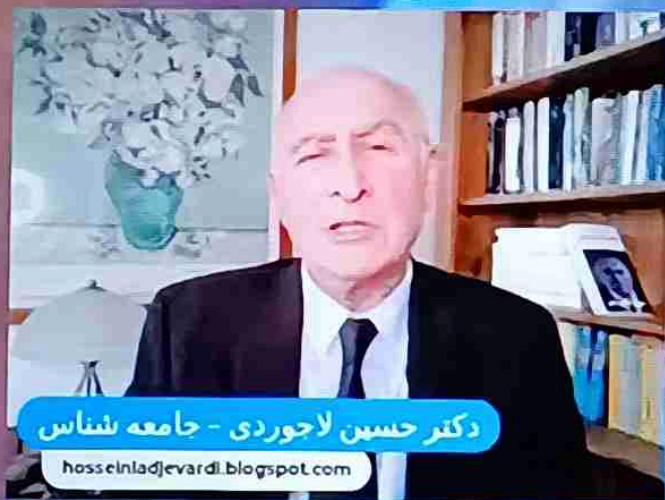 دکتر حسین لاجوردی - جامعه شناس
hosseinladjevardi.blogspot.com